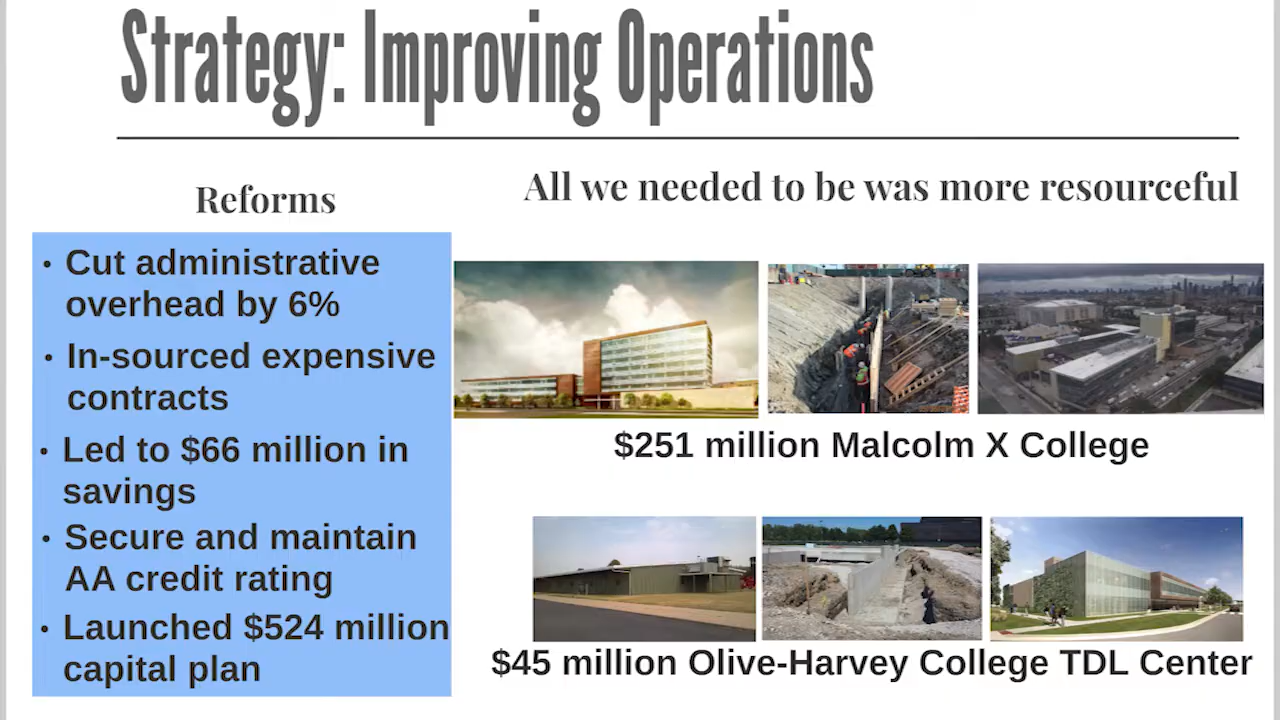 Strategy: Improving Operations
Reforms
• Cut administrative
overhead by 6%
• In-sourced expensive
contracts
• Led to $66 million in
savings
• Secure and maintain
AA credit rating
• Launched $524 million
capital plan
All we needed to be was more resourceful
$251 million Malcolm X College
$45 million Olive-Harvey College TDL Center